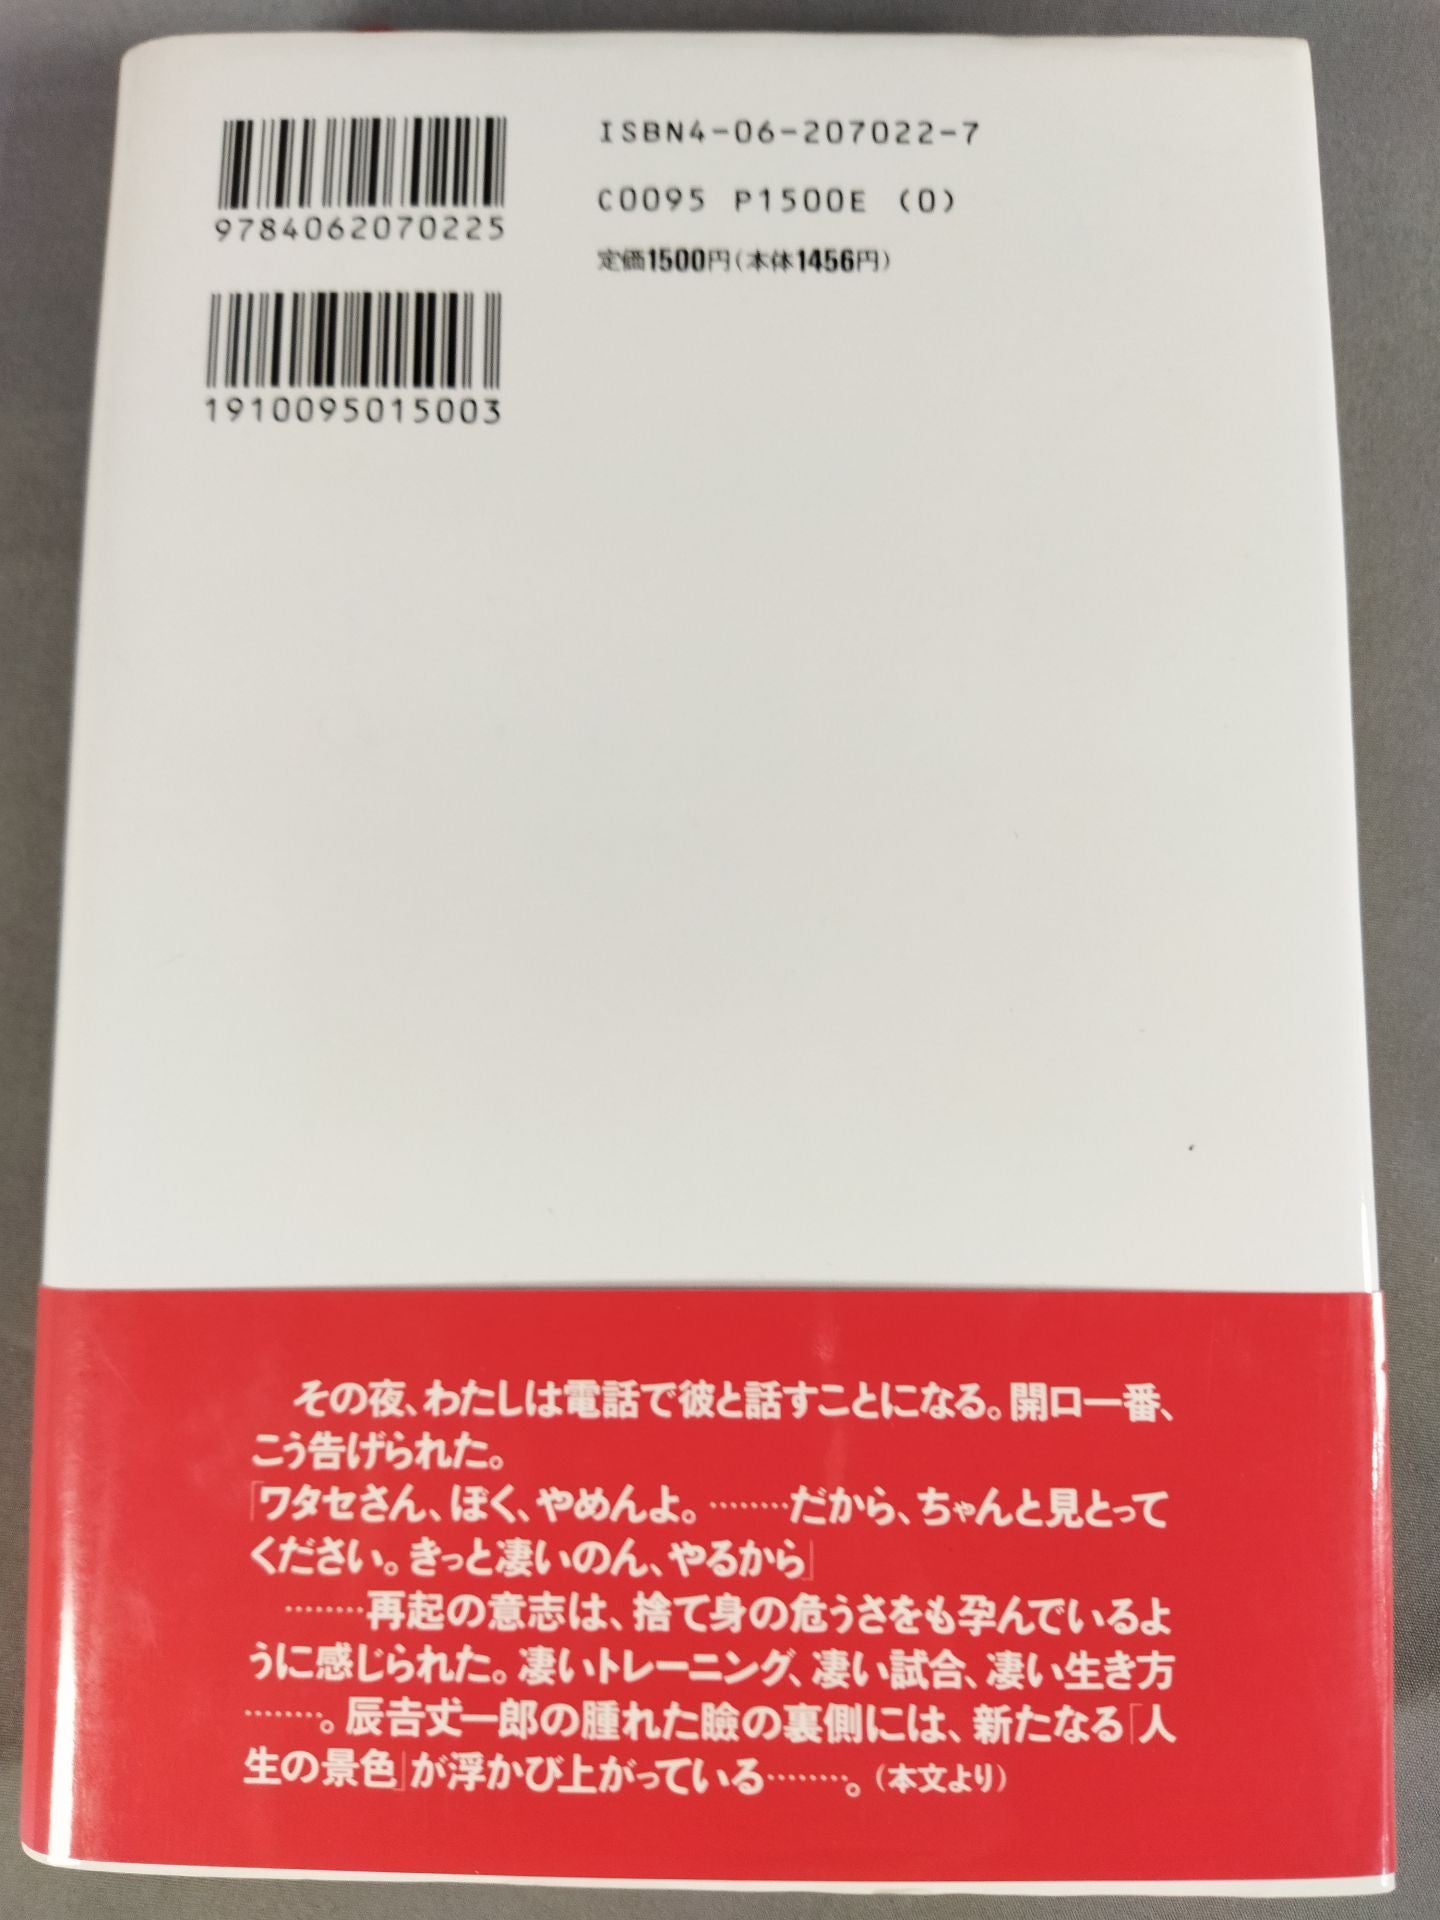 ISBN4-06-207022-7
C0095 P1500E (0)
定価1500円(本体1456円)
9784062070225
1910095015003
その夜、わたしは電話で彼と話すことになる。開口一番、
こう告げられた。
「ワタセさん、ぼく、やめんよ。………だから、ちゃんと見とって
ください。きっと凄いのん、やるから」
………再起の意志は、捨て身の危うさをも孕んでいるよ
うに感じられた。凄いトレーニング、凄い試合、凄い生き方
………。辰𠮷丈一郎の腫れた瞼の裏側には、新たなる「人
生の景色」が浮かび上がっている………。(本文より)